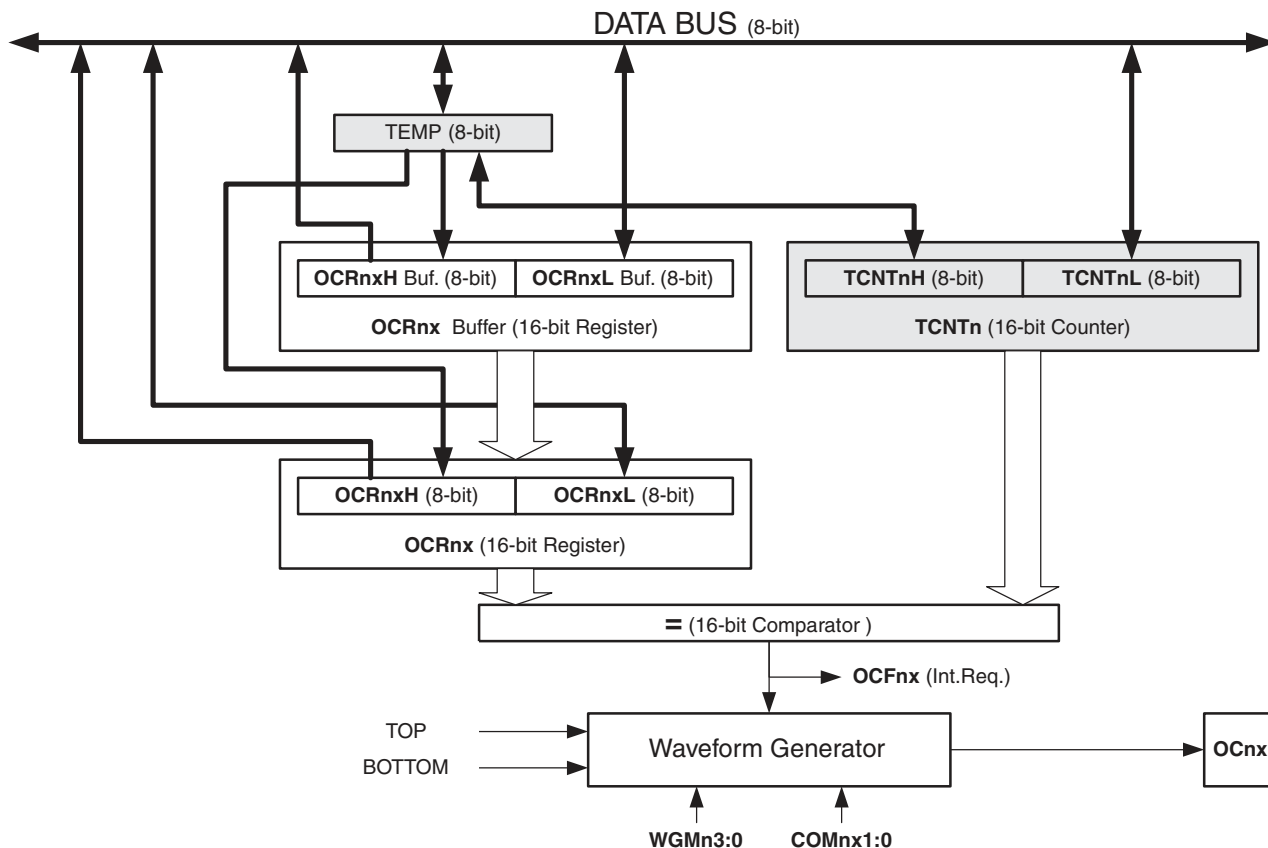 DATA BUS (8-bit)
TEMP (8-bit)
OCRnxH Buf. (8-bit)
OCRnxL Buf. (8-bit)
TCNTnH (8-bit)
TCNTnL (8-bit)
OCRnx Buffer (16-bit Register)
TCNTn (16-bit Counter)
OCRnxH (8-bit)
OCRnxL (8-bit)
OCRnx (16-bit Register)
= (16-bit Comparator )
OCFnx (Int.Req.)
TOP
BOTTOM
Waveform Generator
OCnx
WGMn3:0
COMnx1:0